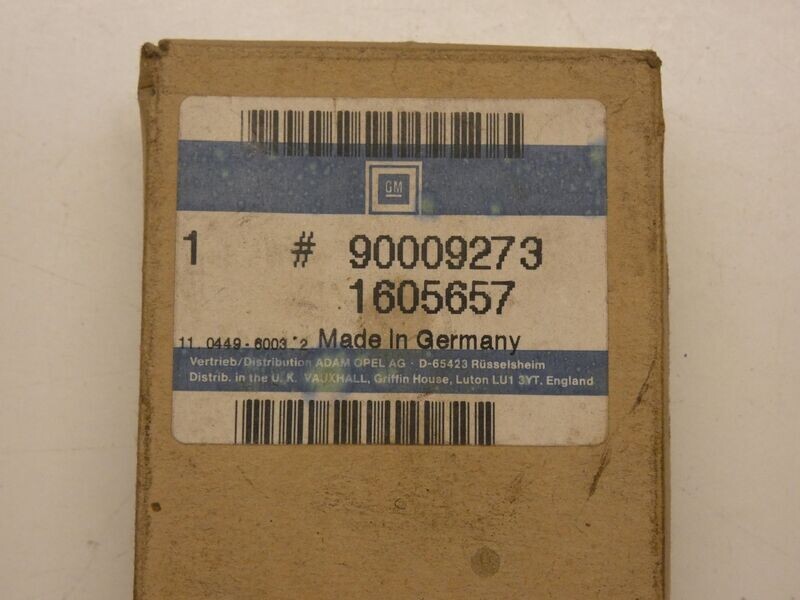 GM
1 # 90009273
1605657
11.0449-6003.2 Made In Germany
Vertrieb/Distribution ADAM OPEL AG · D-65423 Rüsselsheim
Distrib. in the U. K. VAUXHALL, Griffin House, Luton LU1 3YT. England